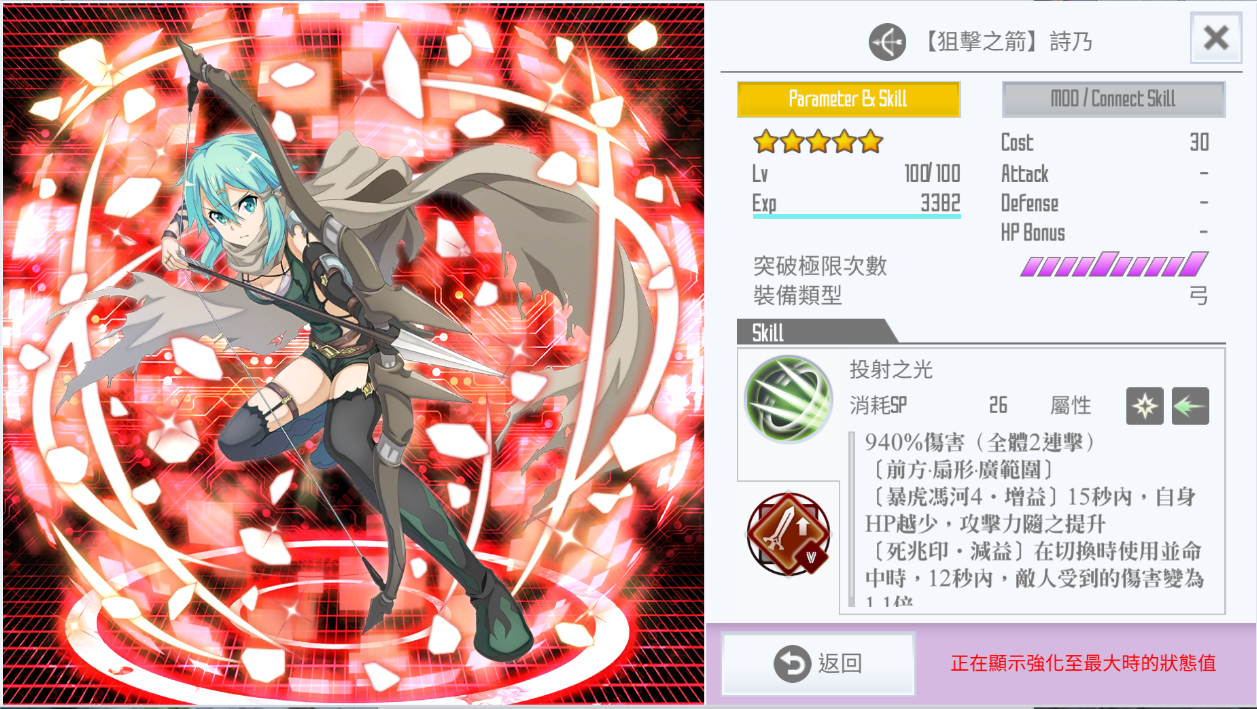 【狙擊之箭】詩乃
Parameter & Skill
MOD / Connect Skill
Lv 100/100
Exp 3382
Cost 30
Attack -
Defense -
HP Bonus -
突破極限次數
裝備類型 弓
Skill
投射之光
消耗SP 26 屬性
940%傷害（全體2連擊）
〔前方·扇形·廣範圍〕
〔暴虎馮河4・增益〕15秒內，自身
HP越少，攻擊力隨之提升
〔死兆印・減益〕在切換時使用並命
中時，12秒內，敵人受到的傷害變為
1.1倍
V
返回
正在顯示強化至最大時的狀態值